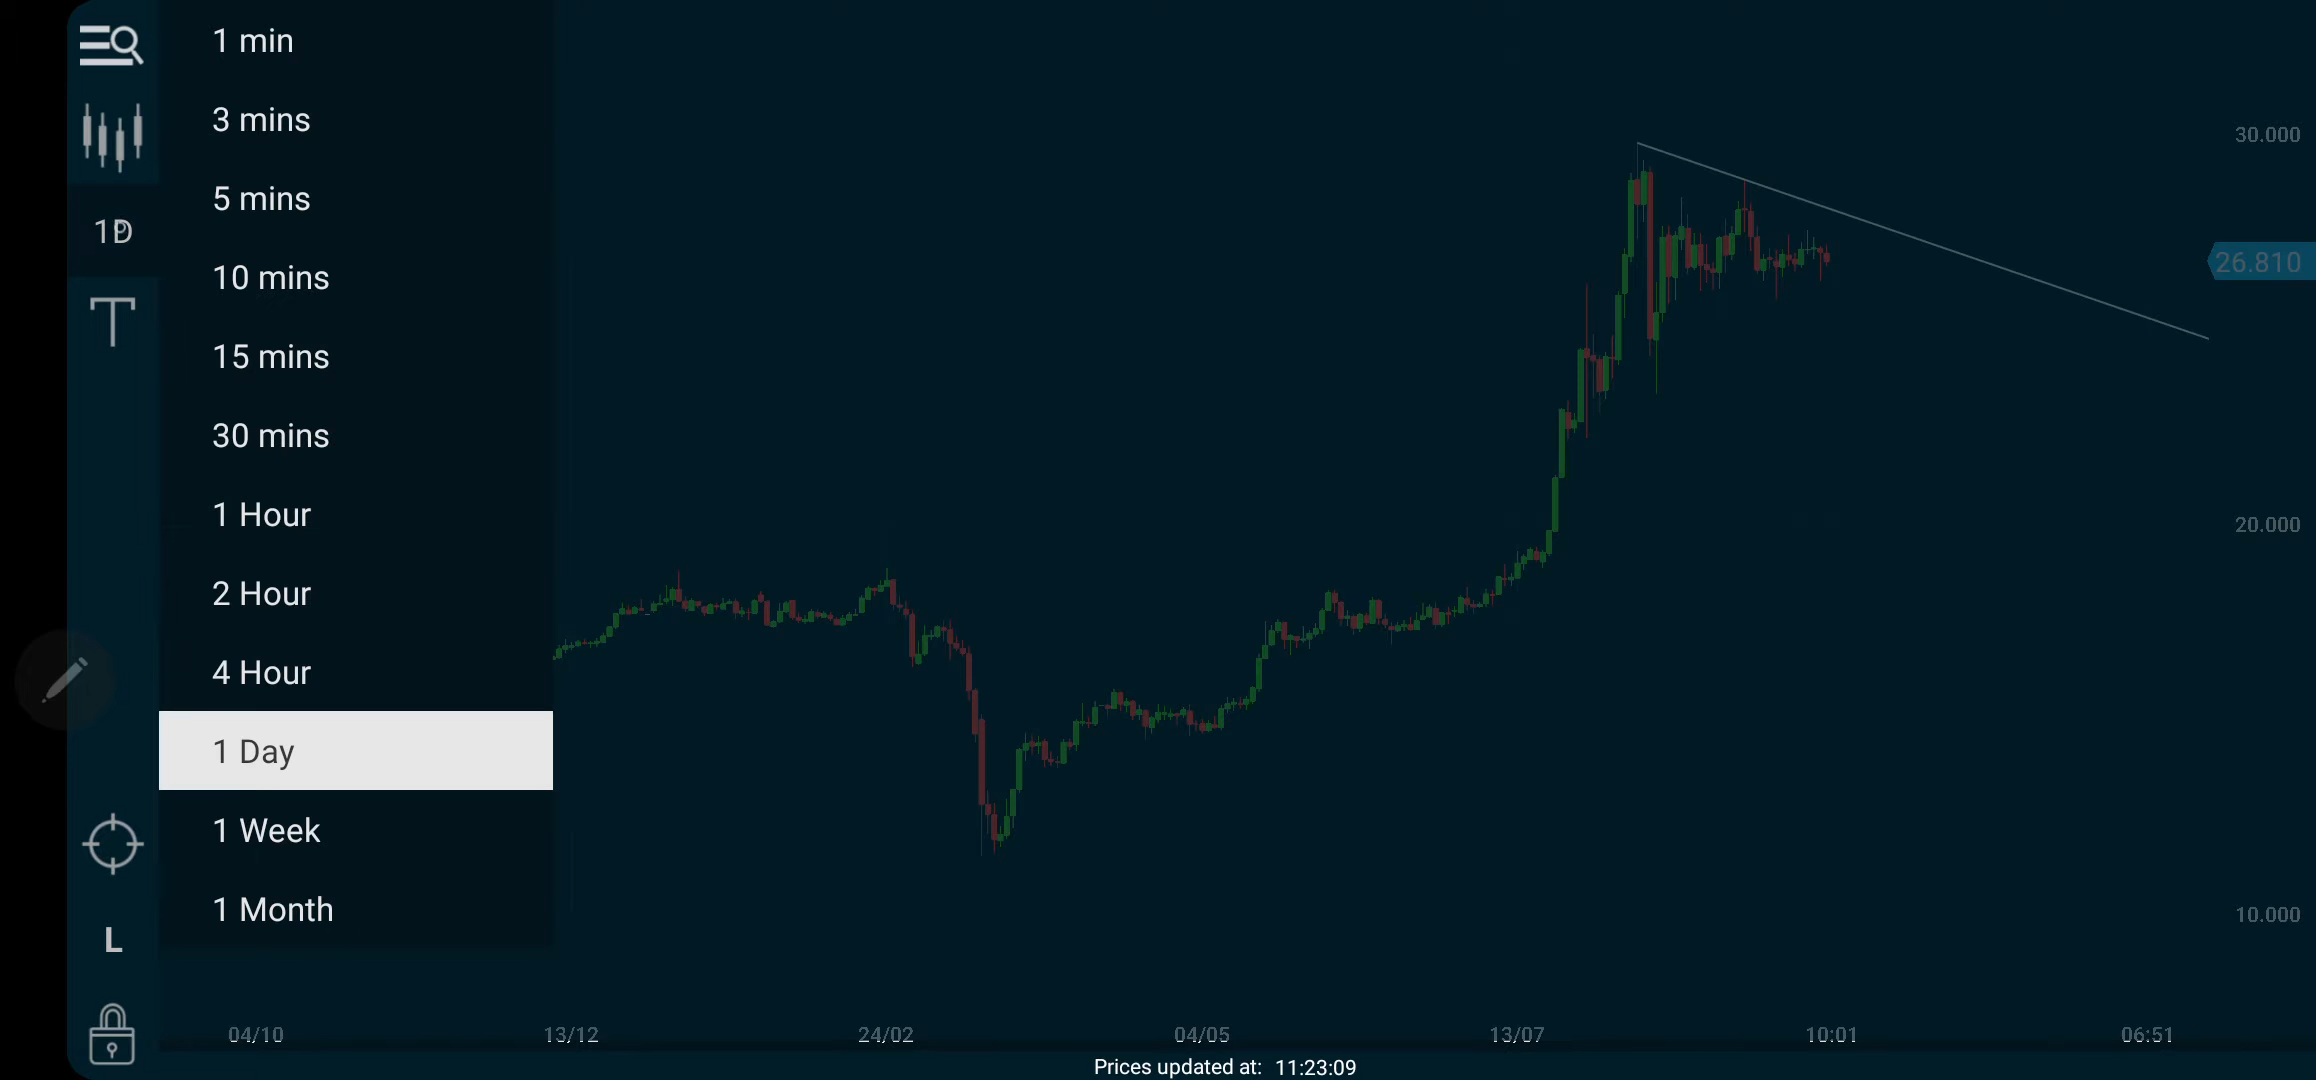 1 min
3 mins
5 mins
1D
10 mins
15 mins
30 mins
1 Hour
2 Hour
4 Hour
1 Day
1 Week
1 Month
T
L
30.000
26.810
20.000
10.000
04/10 13/12 24/02 04/05 13/07 10:01 06:51
Prices updated at: 11:23:09